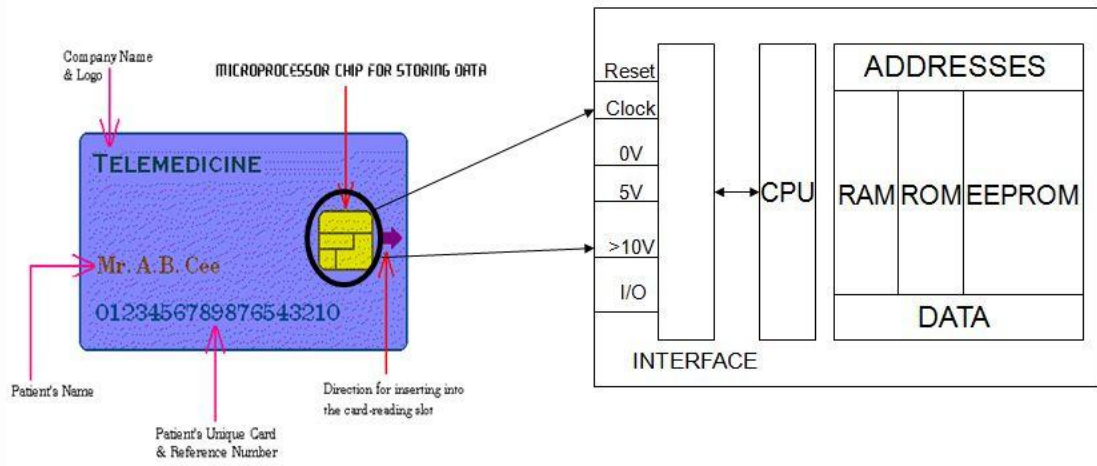 Company Name
& Logo
MICROPROCESSOR CHIP FOR STORING DATA
TELEMEDICINE
Mr. A.B. Cee
0123456789876543210
Patient's Name
Patient's Unique Card
& Reference Number
Direction for inserting into
the card-reading slot
Reset
Clock
0V
5V
>10V
I/O
INTERFACE
CPU
ADDRESSES
RAM ROM EEPROM
DATA